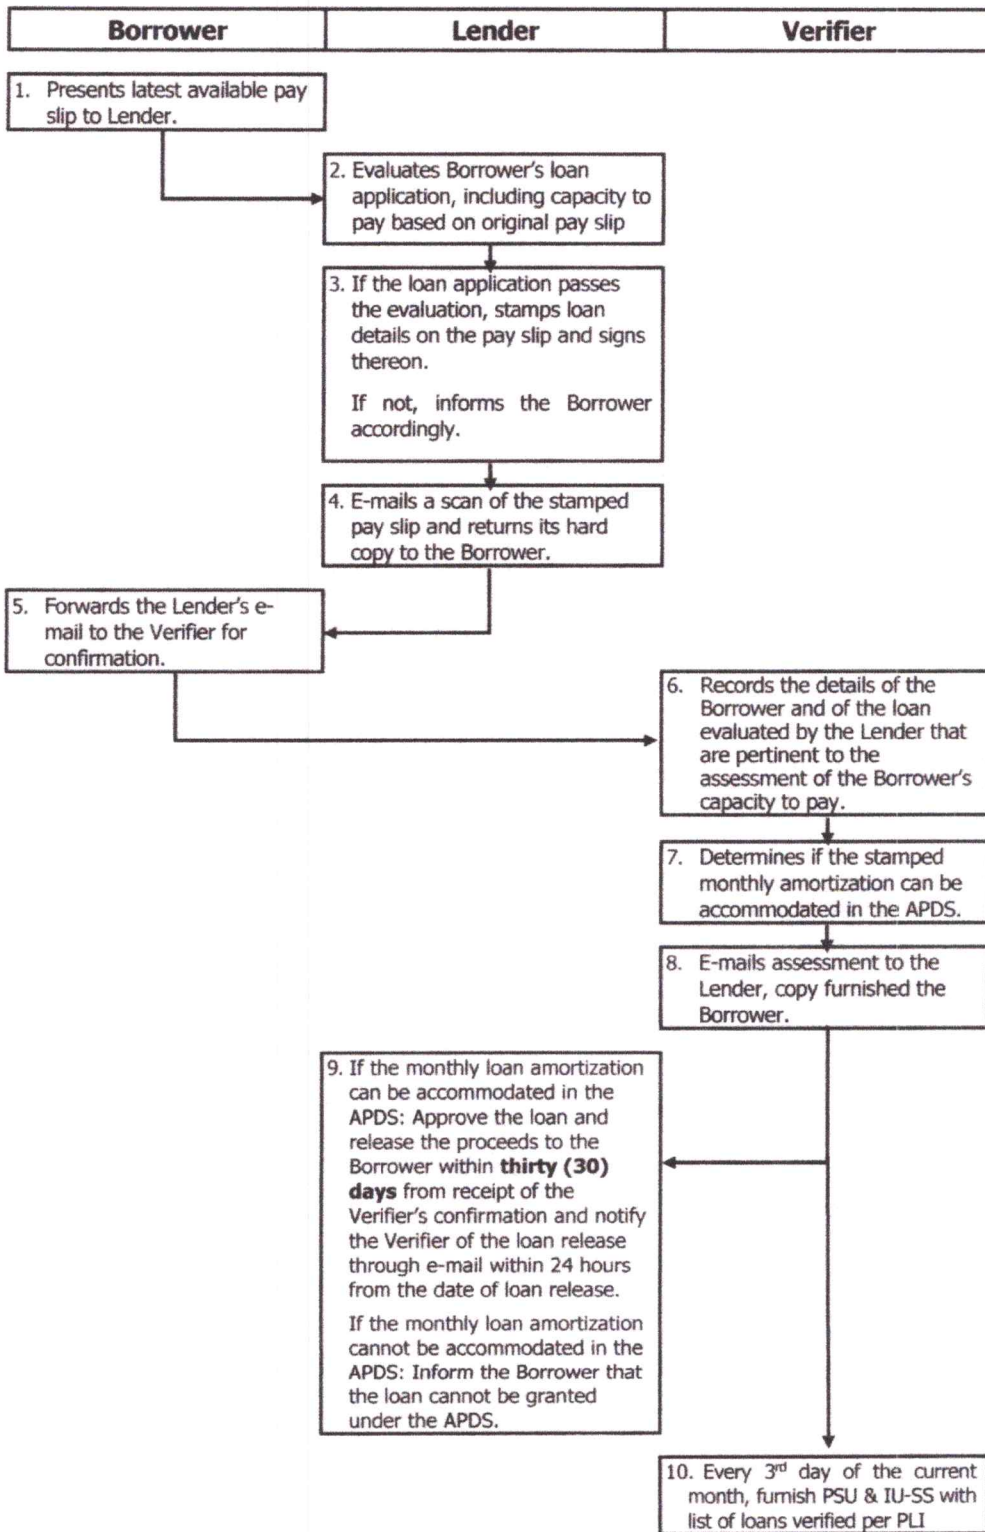 Borrower
Lender
Verifier
1. Presents latest available pay
slip to Lender.
2. Evaluates Borrower's loan
application, including capacity to
pay based on original pay slip
3. If the loan application passes
the evaluation, stamps loan
details on the pay slip and signs
thereon.
If not, informs the Borrower
accordingly.
4. E-mails a scan of the stamped
pay slip and returns its hard
copy to the Borrower.
5. Forwards the Lender's e-
mail to the Verifier for
confirmation.
6. Records the details of the
Borrower and of the loan
evaluated by the Lender that
are pertinent to the
assessment of the Borrower's
capacity to pay.
7. Determines if the stamped
monthly amortization can be
accommodated in the APDS.
8. E-mails assessment to the
Lender, copy furnished the
Borrower.
9. If the monthly loan amortization
can be accommodated in the
APDS: Approve the loan and
release the proceeds to the
Borrower within thirty (30)
days from receipt of the
Verifier's confirmation and notify
the Verifier of the loan release
through e-mail within 24 hours
from the date of loan release.
If the monthly loan amortization
cannot be accommodated in the
APDS: Inform the Borrower that
the loan cannot be granted
under the APDS.
10. Every 3rd day of the current
month, furnish PSU & IU-SS with
list of loans verified per PLI